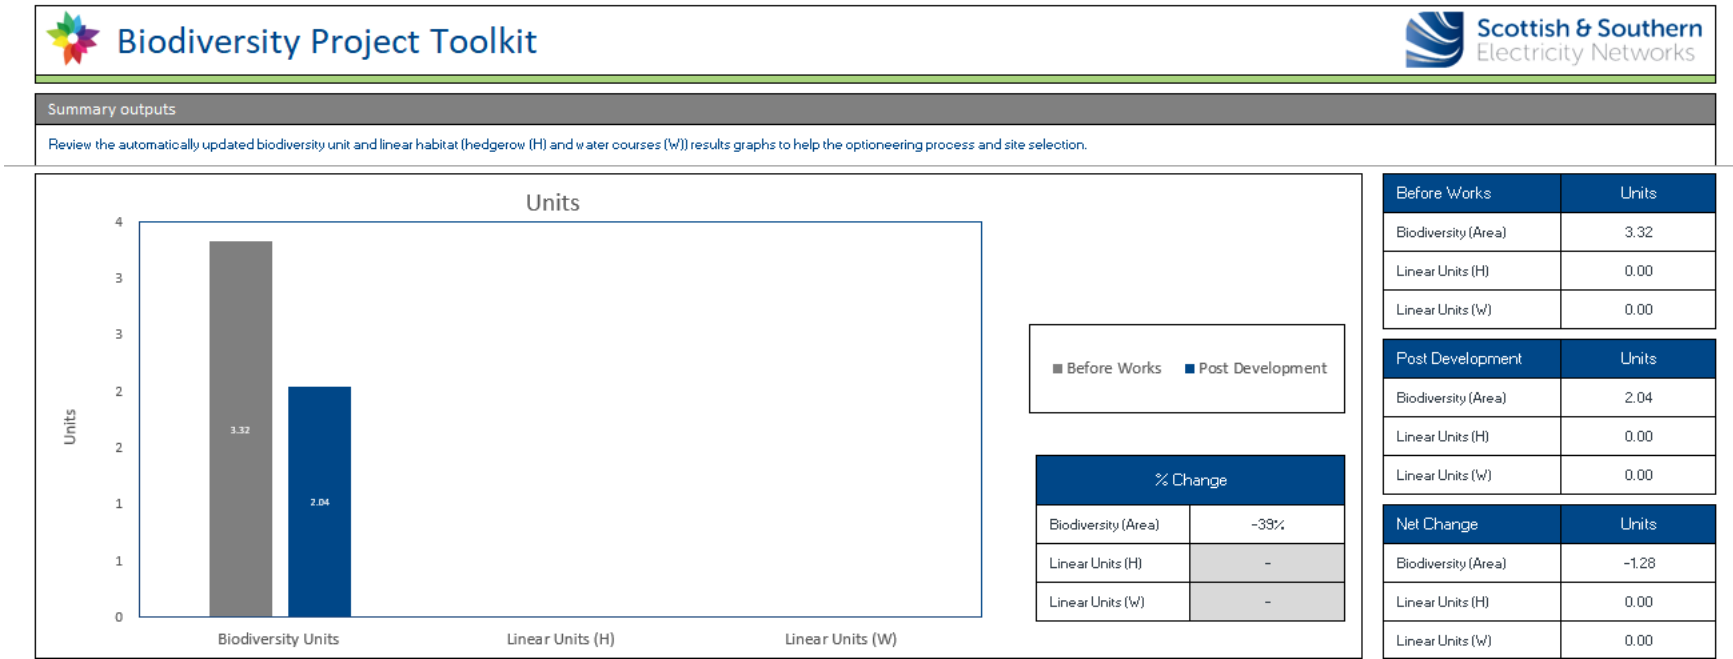 Biodiversity Project Toolkit
Scottish & Southern
Electricity Networks
Summary outputs
Review the automatically updated biodiversity unit and linear habitat (hedgerow (H) and water courses (W)) results graphs to help the optioneering process and site selection.
Units
4
3
3
2
2
1
1
0
Units
3.32
2.04
Biodiversity Units
Linear Units (H)
Linear Units (W)
Before Works
Post Development
% Change
Biodiversity (Area) -39%
Linear Units (H) -
Linear Units (W) -
Before Works Units
Biodiversity (Area) 3.32
Linear Units (H) 0.00
Linear Units (W) 0.00
Post Development Units
Biodiversity (Area) 2.04
Linear Units (H) 0.00
Linear Units (W) 0.00
Net Change Units
Biodiversity (Area) -1.28
Linear Units (H) 0.00
Linear Units (W) 0.00